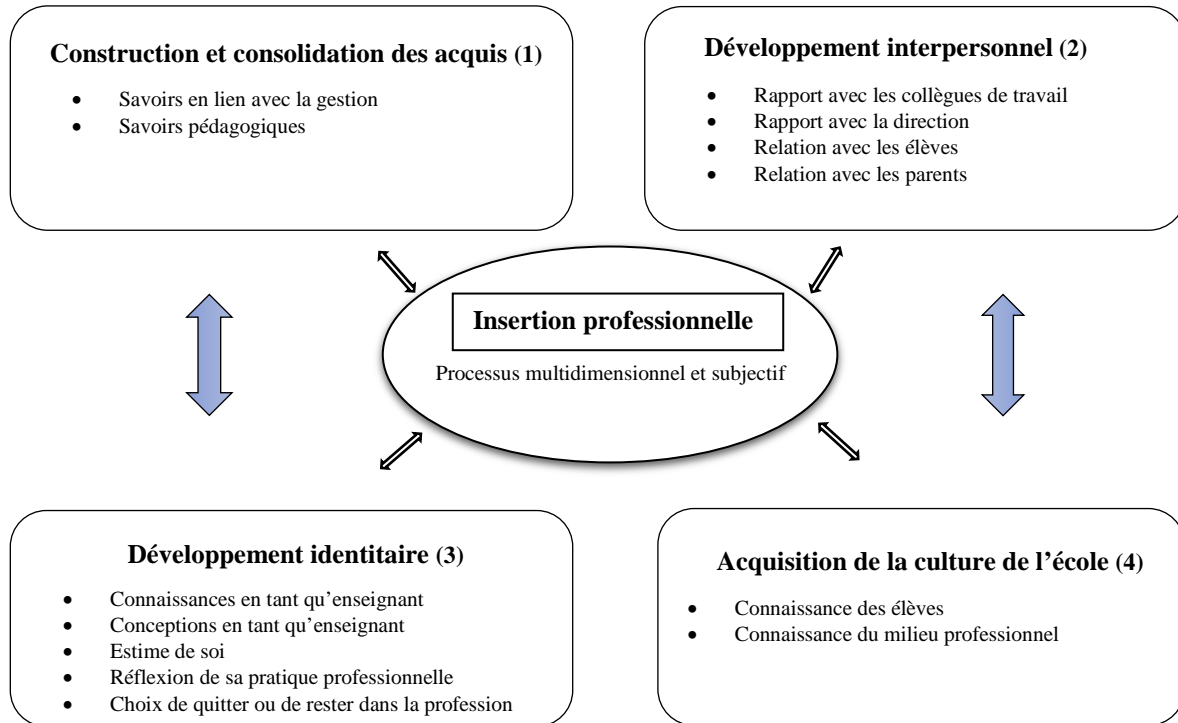 Construction et consolidation des acquis (1)
• Savoirs en lien avec la gestion
• Savoirs pédagogiques
Développement interpersonnel (2)
• Rapport avec les collègues de travail
• Rapport avec la direction
• Relation avec les élèves
• Relation avec les parents
Insertion professionnelle
Processus multidimensionnel et subjectif
Développement identitaire (3)
• Connaissances en tant qu’enseignant
• Conceptions en tant qu’enseignant
• Estime de soi
• Réflexion de sa pratique professionnelle
• Choix de quitter ou de rester dans la profession
Acquisition de la culture de l’école (4)
• Connaissance des élèves
• Connaissance du milieu professionnel